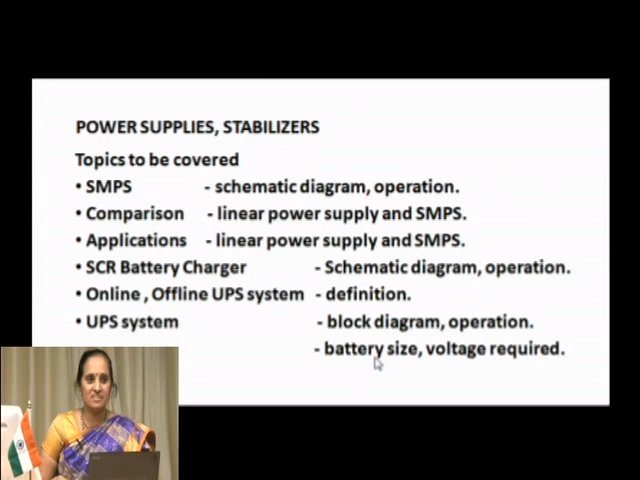 POWER SUPPLIES, STABILIZERS
Topics to be covered
• SMPS - schematic diagram, operation.
• Comparison - linear power supply and SMPS.
• Applications - linear power supply and SMPS.
• SCR Battery Charger - Schematic diagram, operation.
• Online , Offline UPS system - definition.
• UPS system - block diagram, operation.
- battery size, voltage required.